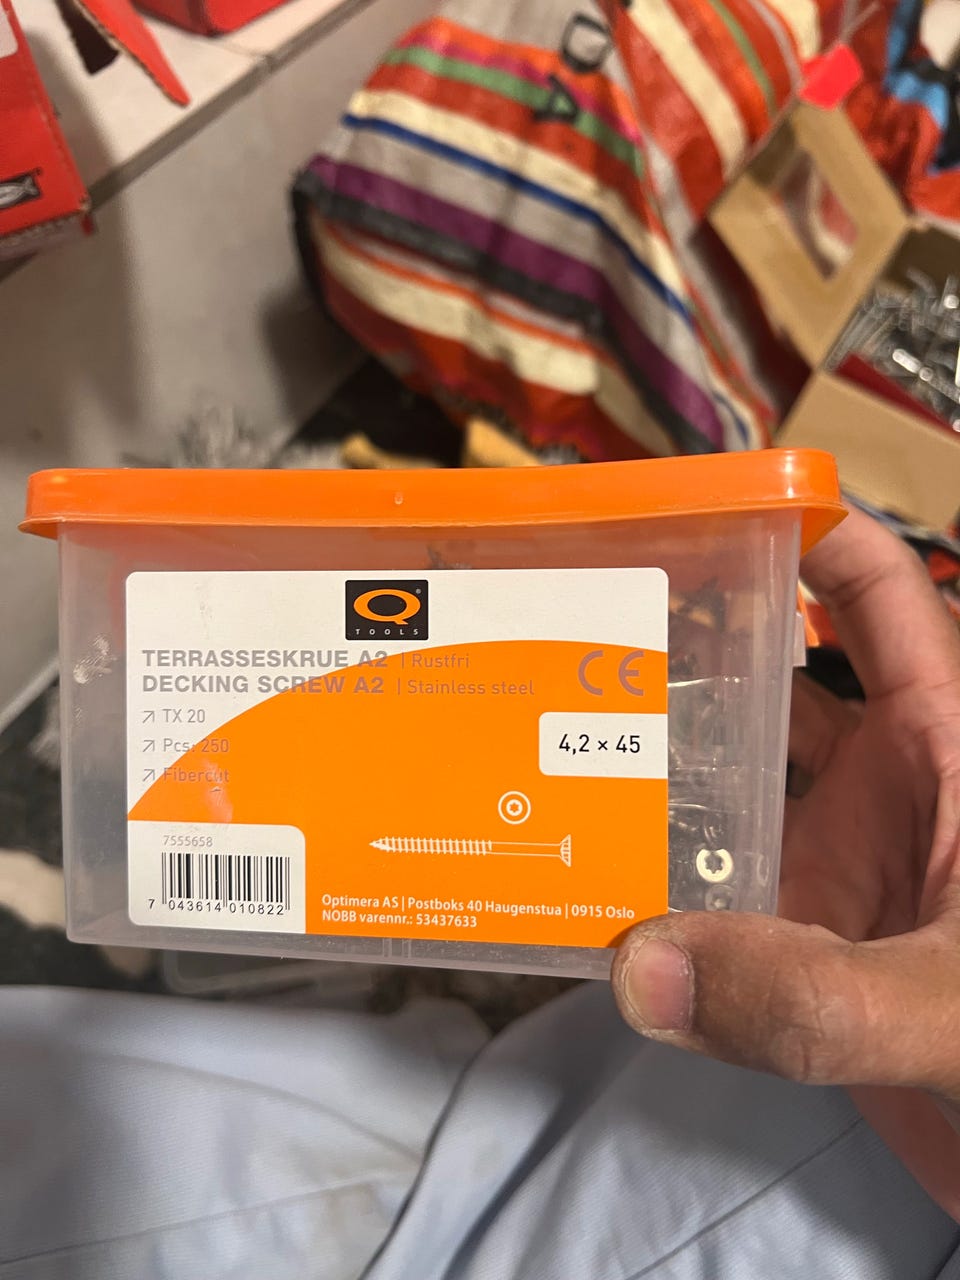 Q®
TOOLS
TERRASSESKRUE A2 | Rustfri
DECKING SCREW A2 | Stainless steel
CE
TX 20
Pcs: 250
Fibercut
4,2 × 45
7555658
7 043614 010822
Optimera AS | Postboks 40 Haugenstua | 0915 Oslo
NOBB varennr.: 53437633